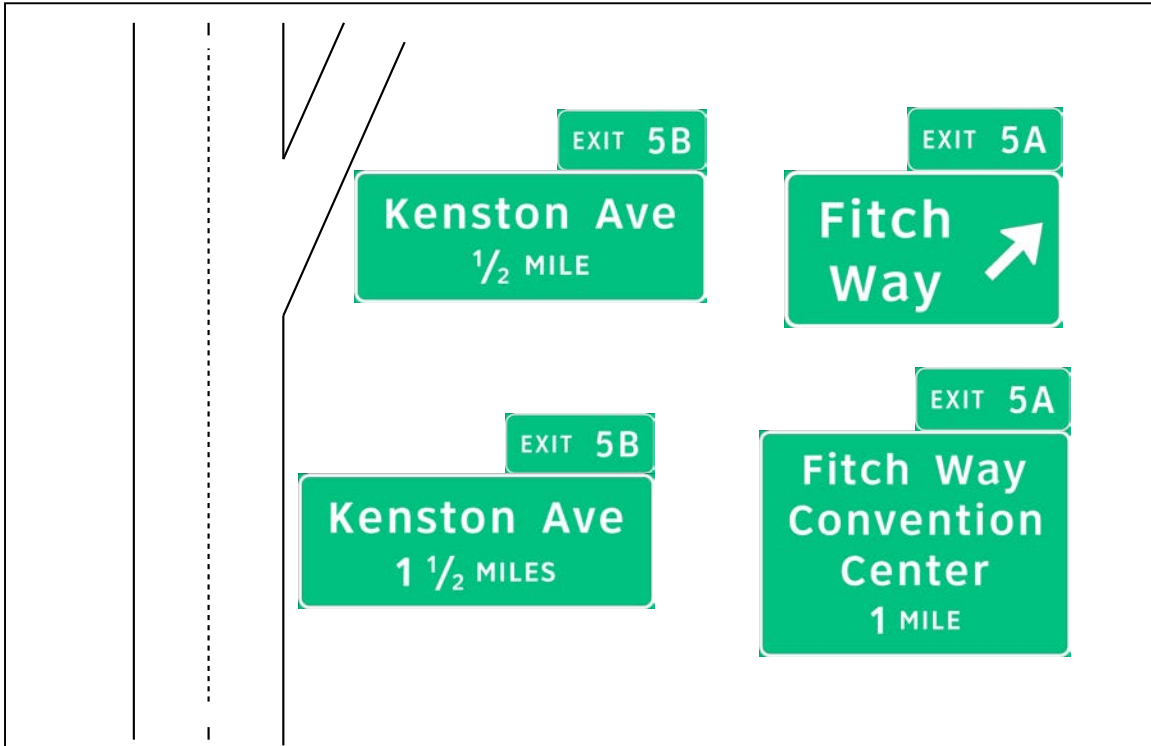 EXIT 5B
Kenston Ave
½ MILE
EXIT 5A
Fitch
Way
EXIT 5B
Kenston Ave
1 ½ MILES
EXIT 5A
Fitch Way
Convention
Center
1 MILE